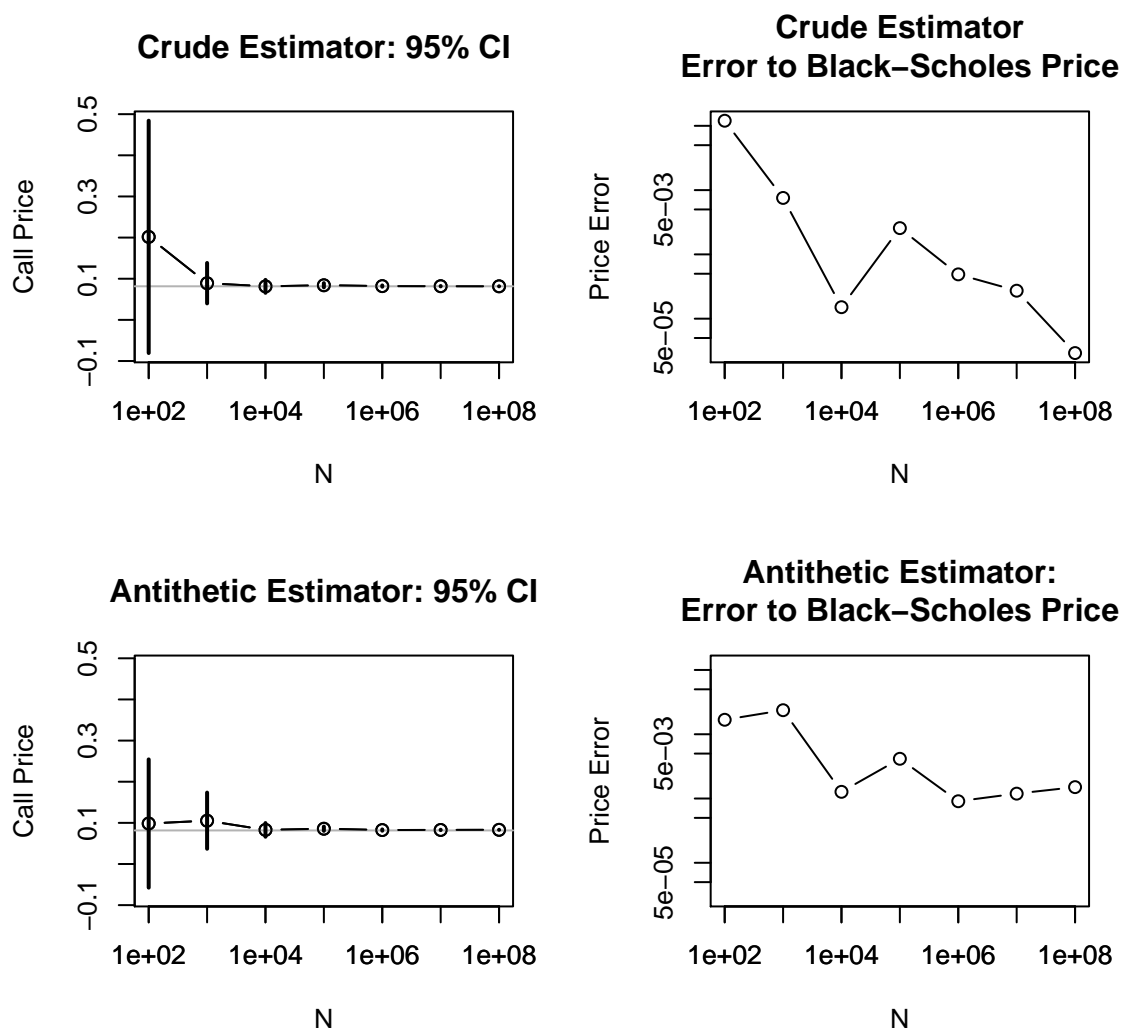 Crude Estimator: 95% CI
Call Price
0.5
0.3
0.1
−0.1
1e+02 1e+04 1e+06 1e+08
N
Crude Estimator
Error to Black−Scholes Price
Price Error
5e−03
5e−05
1e+02 1e+04 1e+06 1e+08
N
Antithetic Estimator: 95% CI
Call Price
0.5
0.3
0.1
−0.1
1e+02 1e+04 1e+06 1e+08
N
Antithetic Estimator:
Error to Black−Scholes Price
Price Error
5e−03
5e−05
1e+02 1e+04 1e+06 1e+08
N